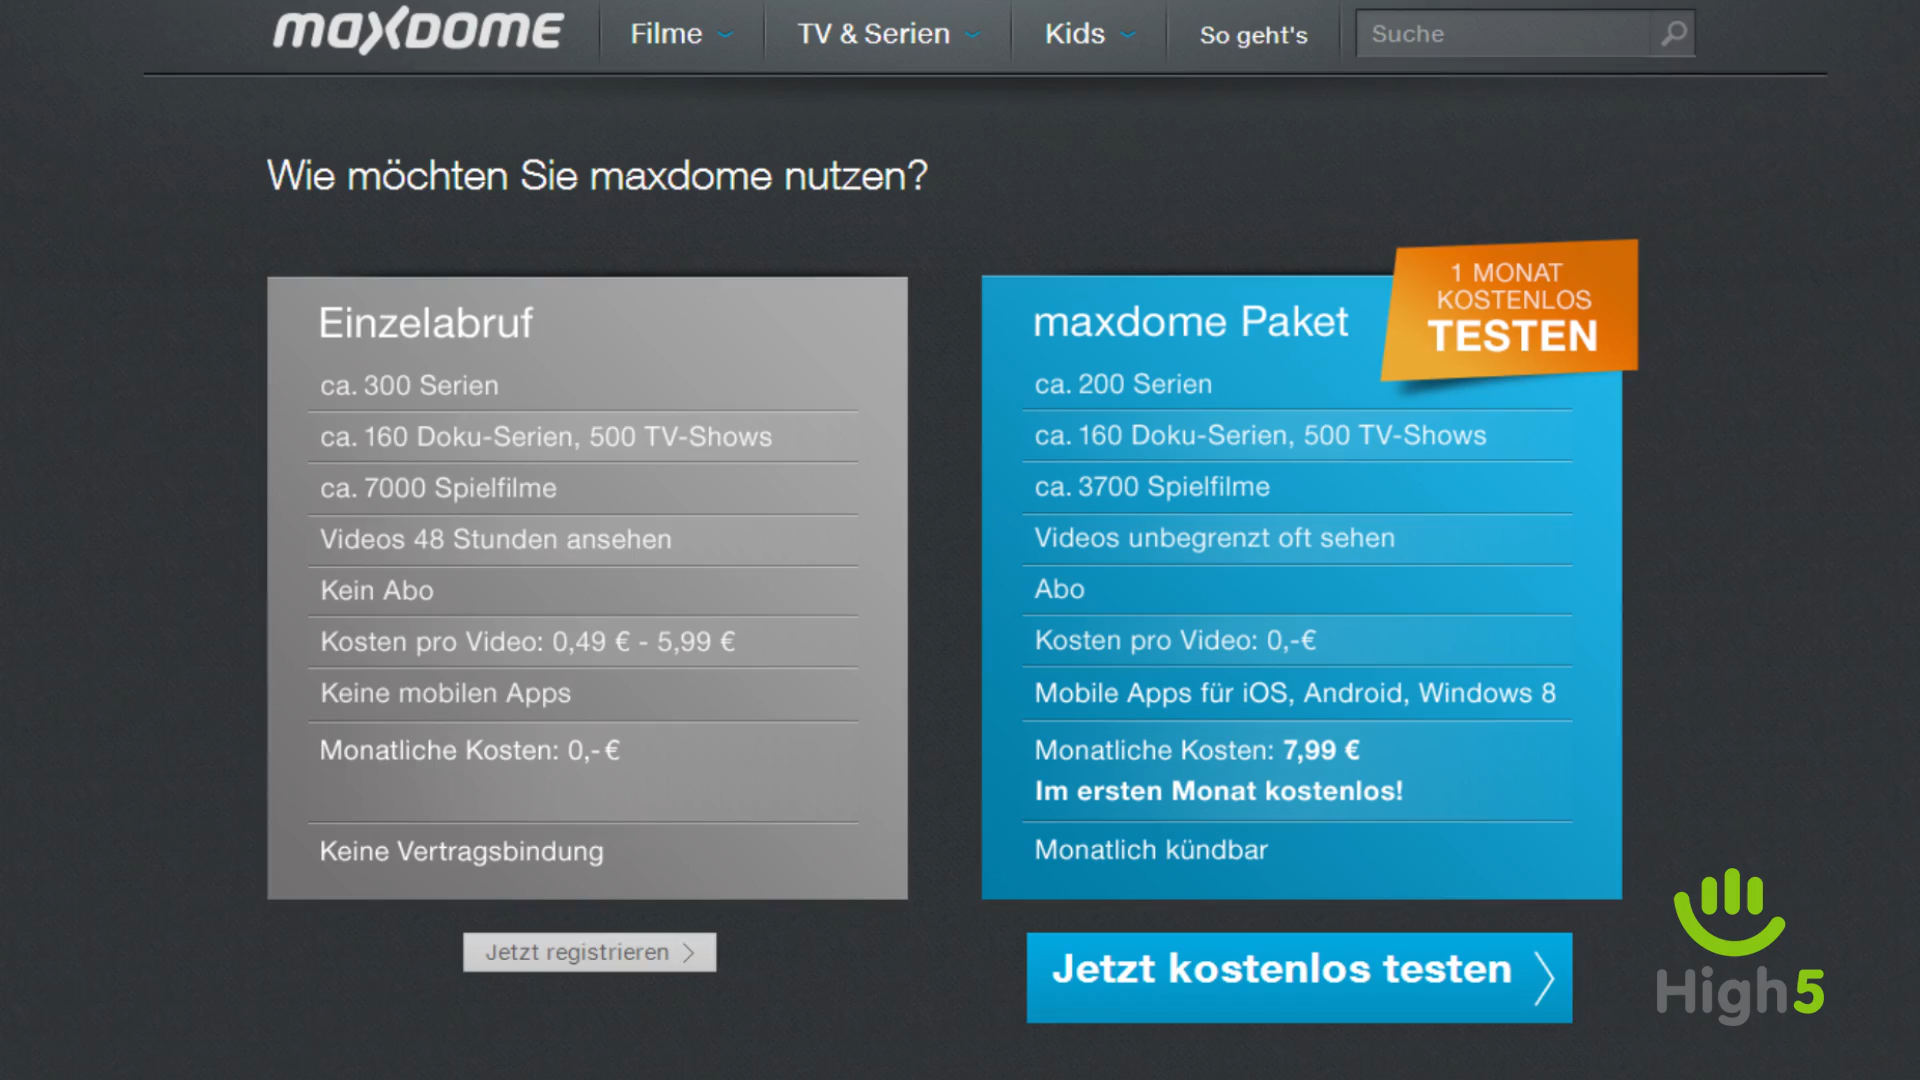 maxdome
Filme
TV & Serien
Kids
So geht's
Suche
Wie möchten Sie maxdome nutzen?
Einzelabruf
ca. 300 Serien
ca. 160 Doku-Serien, 500 TV-Shows
ca. 7000 Spielfilme
Videos 48 Stunden ansehen
Kein Abo
Kosten pro Video: 0,49 € - 5,99 €
Keine mobilen Apps
Monatliche Kosten: 0,- €
Keine Vertragsbindung
Jetzt registrieren
maxdome Paket
1 MONAT
KOSTENLOS
TESTEN
ca. 200 Serien
ca. 160 Doku-Serien, 500 TV-Shows
ca. 3700 Spielfilme
Videos unbegrenzt oft sehen
Abo
Kosten pro Video: 0,-€
Mobile Apps für iOS, Android, Windows 8
Monatliche Kosten: 7,99 €
Im ersten Monat kostenlos!
Monatlich kündbar
Jetzt kostenlos testen
High5